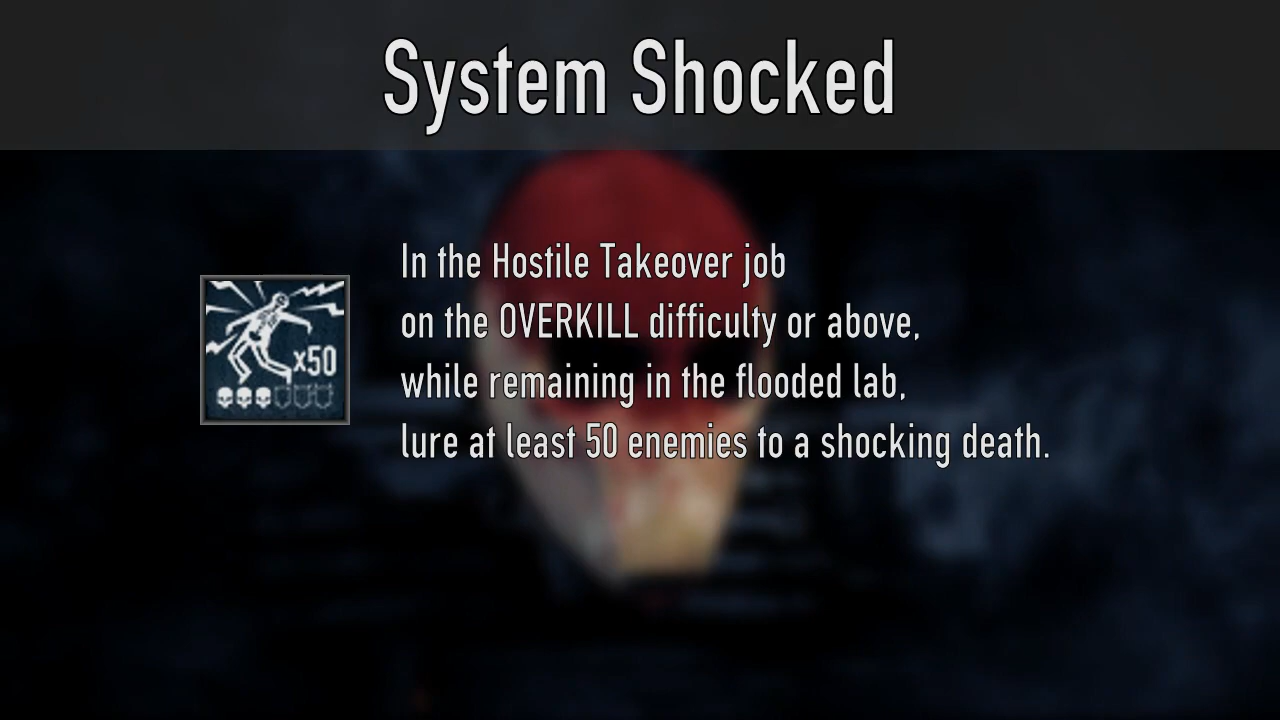 System Shocked
In the Hostile Takeover job
on the OVERKILL difficulty or above,
while remaining in the flooded lab,
lure at least 50 enemies to a shocking death.
x50